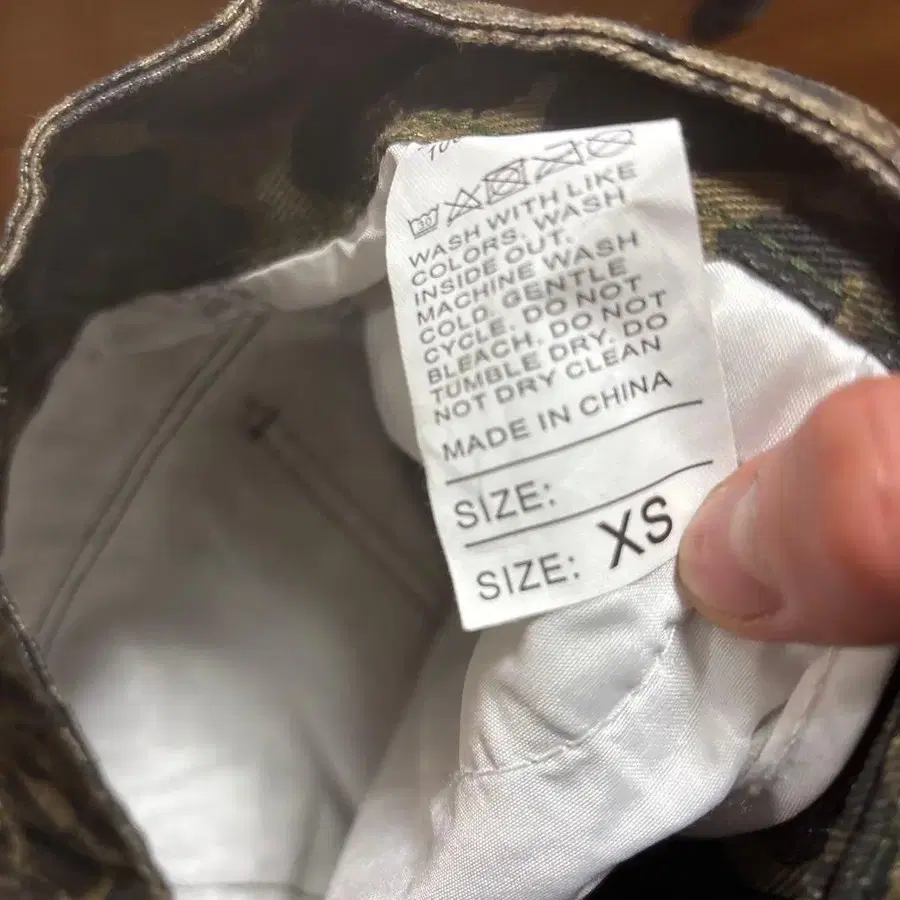 30
WASH WITH LIKE
COLORS. WASH
INSIDE OUT.
MACHINE WASH
COLD. GENTLE
CYCLE. DO NOT
BLEACH. DO NOT
TUMBLE DRY. DO
NOT DRY CLEAN
MADE IN CHINA
SIZE:
SIZE: XS